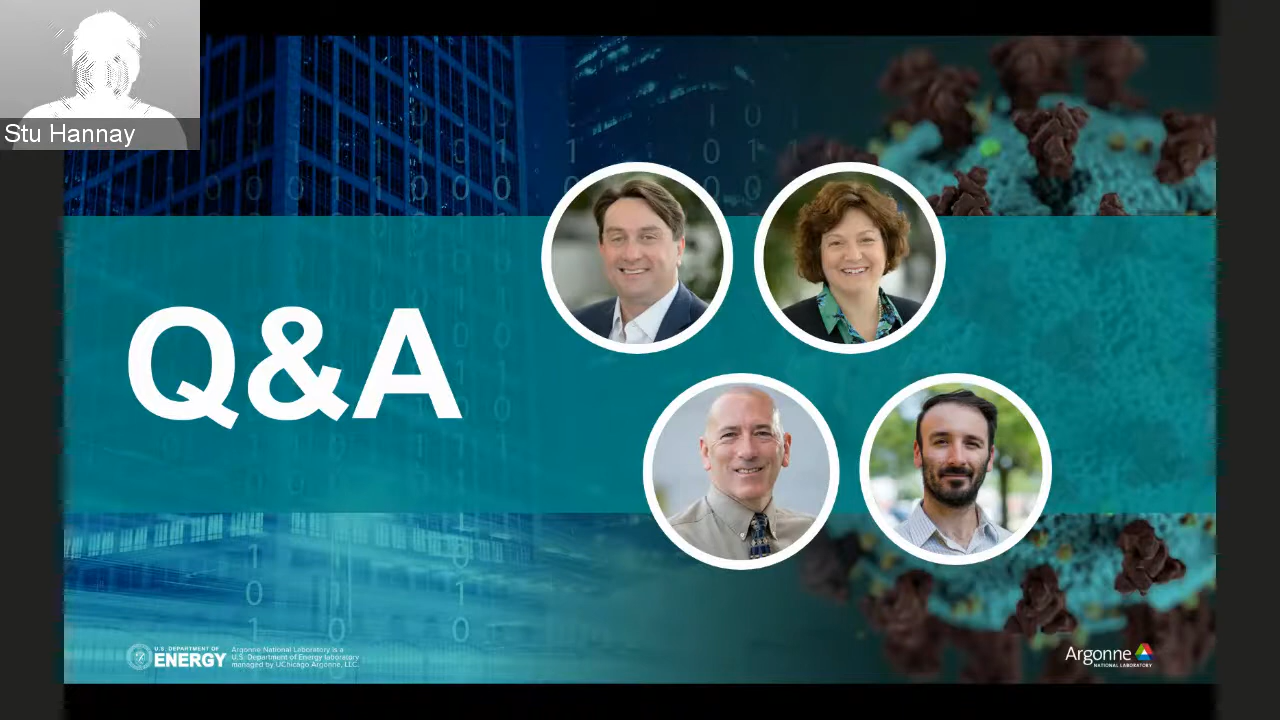 Stu Hannay
Q&A
U.S. DEPARTMENT OF
ENERGY
Argonne National Laboratory is a
U.S. Department of Energy laboratory
managed by UChicago Argonne, LLC.
Argonne
NATIONAL LABORATORY